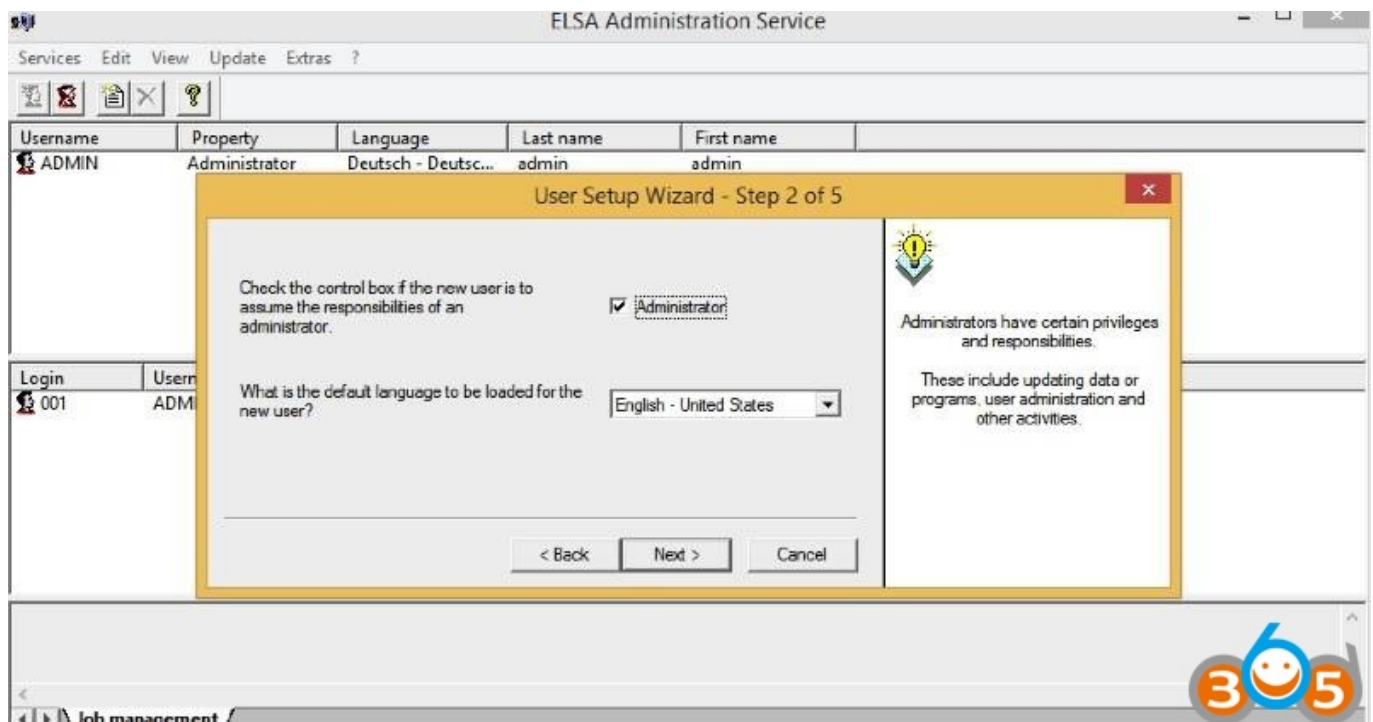 ELSA Administration Service
Services Edit View Update Extras ?
Username Property Language Last name First name
ADMIN Administrator Deutsch - Deutsc... admin admin
User Setup Wizard - Step 2 of 5
Check the control box if the new user is to
assume the responsibilities of an
administrator.
Administrator
What is the default language to be loaded for the
new user?
English - United States
< Back Next > Cancel
Administrators have certain privileges
and responsibilities.
These include updating data or
programs, user administration and
other activities.
Login Usern
001 ADMI
Job management
365